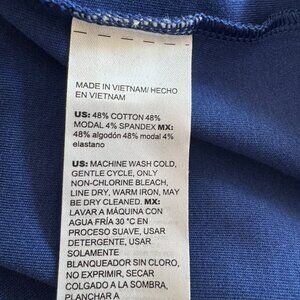 MADE IN VIETNAM/ HECHO
EN VIETNAM
US: 48% COTTON 48%
MODAL 4% SPANDEX MX:
48% algodón 48% modal 4%
elastano
US: MACHINE WASH COLD,
GENTLE CYCLE, ONLY
NON-CHLORINE BLEACH,
LINE DRY, WARM IRON, MAY
BE DRY CLEANED. MX:
LAVAR A MÁQUINA CON
AGUA FRÍA 30 °C EN
PROCESO SUAVE, USAR
DETERGENTE, USAR
SOLAMENTE
BLANQUEADOR SIN CLORO,
NO EXPRIMIR, SECAR
COLGADO A LA SOMBRA,
PLANCHAR A